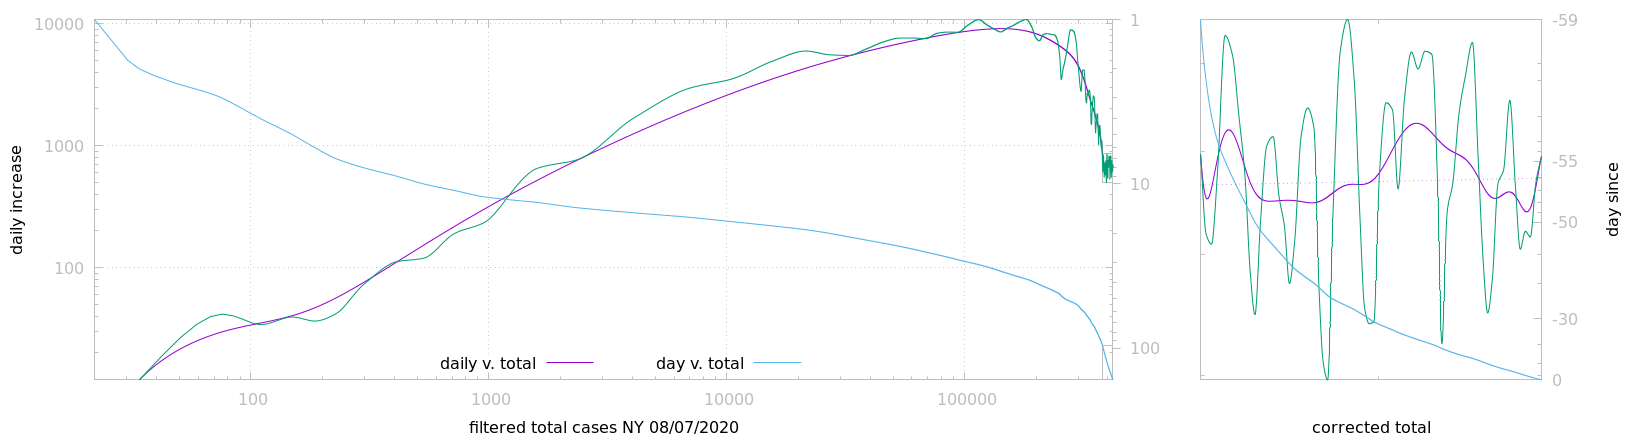 10000
1000
100
daily increase
1
10
100
daily v. total
day v. total
100
1000
10000
100000
filtered total cases NY 08/07/2020
-59
-55
-50
-30
0
day since
corrected total